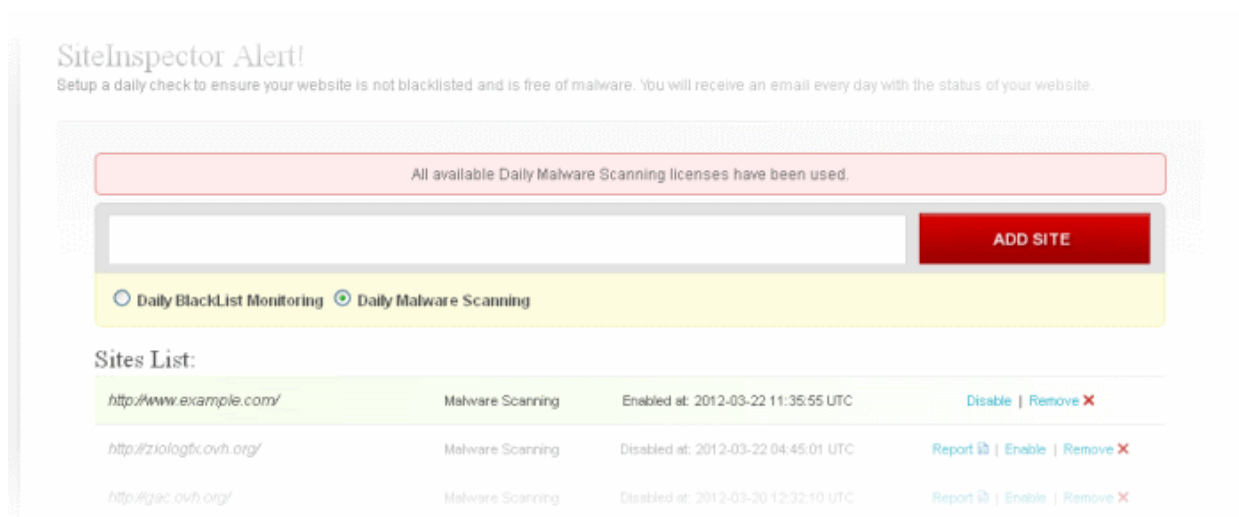 SiteInspector Alert!
Setup a daily check to ensure your website is not blacklisted and is free of malware. You will receive an email every day with the status of your website.
All available Daily Malware Scanning licenses have been used.
ADD SITE
Daily BlackList Monitoring Daily Malware Scanning
Sites List:
http://www.example.com/ Malware Scanning Enabled at: 2012-03-22 11:35:55 UTC Disable | Remove
http://ziologtx.ovh.org/ Malware Scanning Disabled at: 2012-03-22 04:45:01 UTC Report | Enable | Remove
http://gac.ovh.org/ Malware Scanning Disabled at: 2012-03-20 12:32:10 UTC Report | Enable | Remove